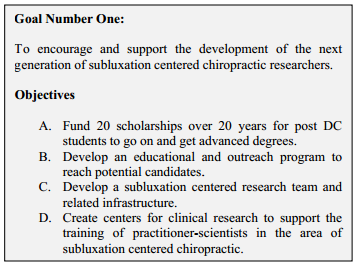 Goal Number One:
To encourage and support the development of the next
generation of subluxation centered chiropractic researchers.
Objectives
A. Fund 20 scholarships over 20 years for post DC
students to go on and get advanced degrees.
B. Develop an educational and outreach program to
reach potential candidates.
C. Develop a subluxation centered research team and
related infrastructure.
D. Create centers for clinical research to support the
training of practitioner-scientists in the area of
subluxation centered chiropractic.